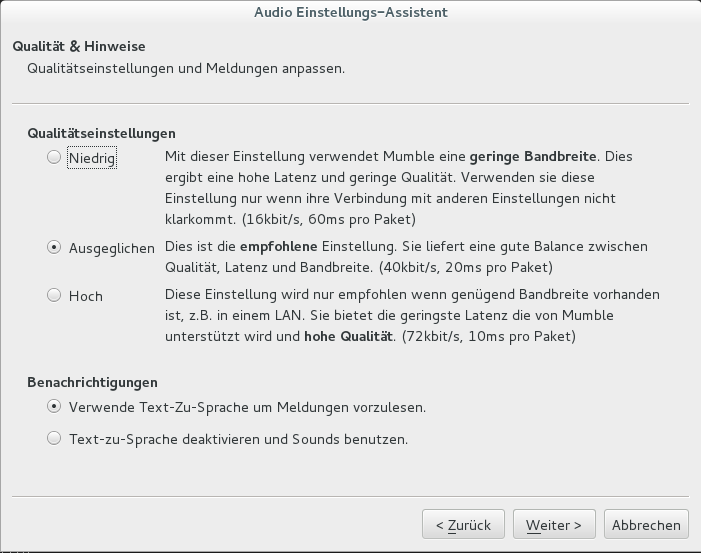 Audio Einstellungs-Assistent
Qualität & Hinweise
Qualitätseinstellungen und Meldungen anpassen.
Qualitätseinstellungen
Niedrig
Mit dieser Einstellung verwendet Mumble eine geringe Bandbreite. Dies
ergibt eine hohe Latenz und geringe Qualität. Verwenden sie diese
Einstellung nur wenn ihre Verbindung mit anderen Einstellungen nicht
klarkommt. (16kbit/s, 60ms pro Paket)
Ausgeglichen
Dies ist die empfohlene Einstellung. Sie liefert eine gute Balance zwischen
Qualität, Latenz und Bandbreite. (40kbit/s, 20ms pro Paket)
Hoch
Diese Einstellung wird nur empfohlen wenn genügend Bandbreite vorhanden
ist, z.B. in einem LAN. Sie bietet die geringste Latenz die von Mumble
unterstützt wird und hohe Qualität. (72kbit/s, 10ms pro Paket)
Benachrichtigungen
Verwende Text-Zu-Sprache um Meldungen vorzulesen.
Text-zu-Sprache deaktivieren und Sounds benutzen.
< Zurück
Weiter >
Abbrechen